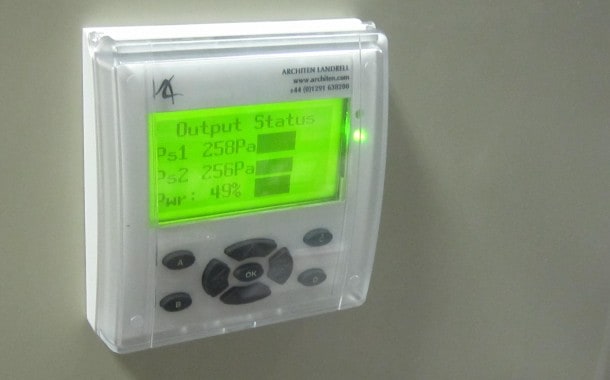 ARCHITEN LANDRELL
www.architen.com
+44 (0)1291 638200
Output Status
Ps1 258Pa
Ps2 256Pa
Pwr: 49%
A
OK
B